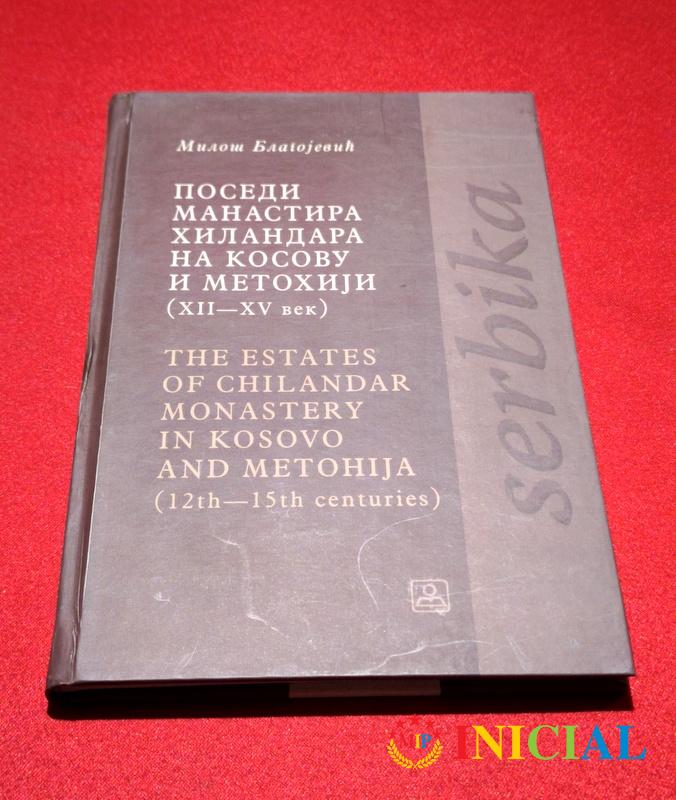 Милош Благојевић
ПОСЕДИ
МАНАСТИРА
ХИЛАНДАРА
НА КОСОВУ
И МЕТОХИЈИ
(XII—XV век)
THE ESTATES
OF CHILANDAR
MONASTERY
IN KOSOVO
AND METOHIJA
(12th—15th centuries)
serbika
IP
INICIAL